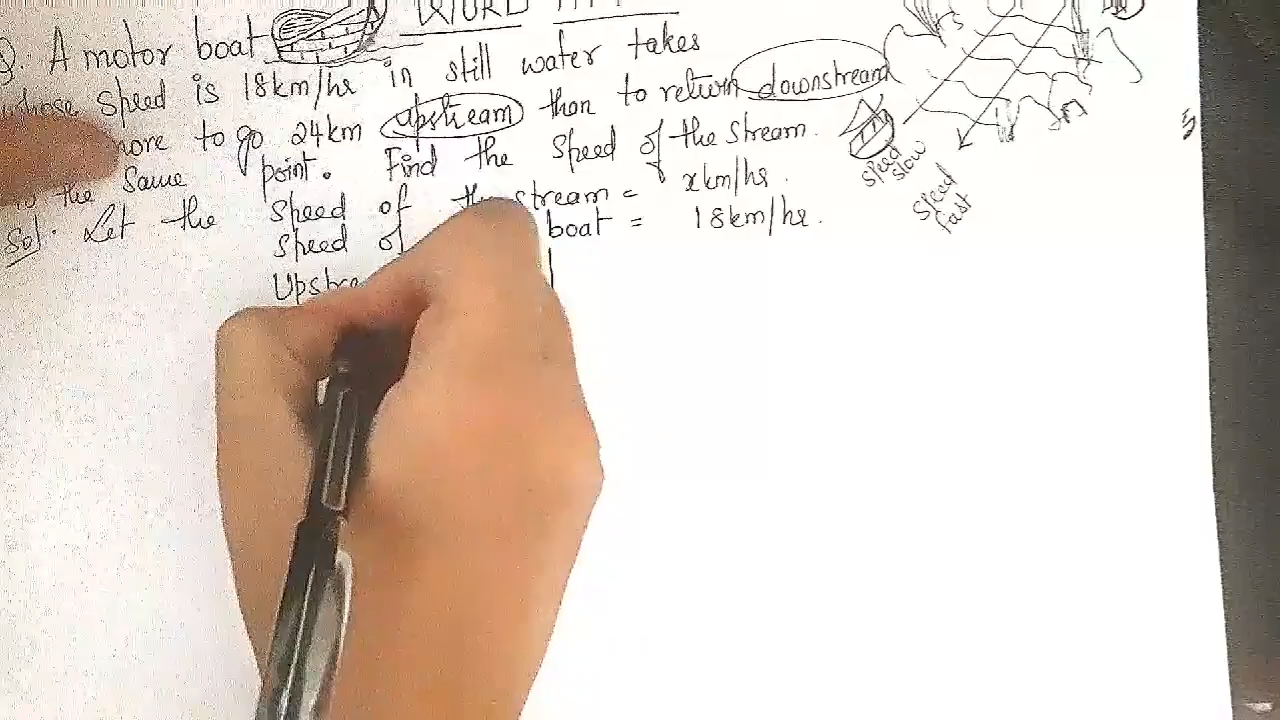 Q. A motor boat
whose speed is 18km/hr in still water takes
more to go 24km upstream than to return downstream
to the same point. Find the speed of the stream.
Sol. Let the speed of the stream = x km/hr.
speed of boat = 18km/hr.
Upstre
speed
slow
speed
fast